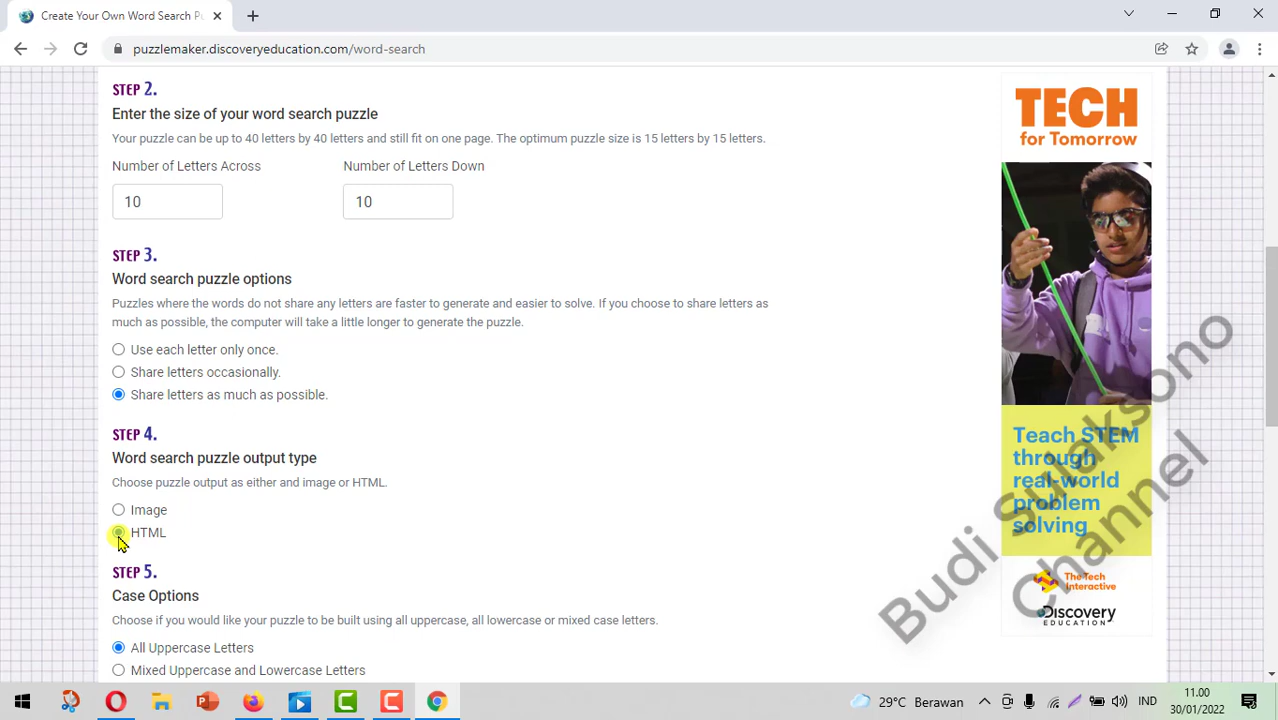 Create Your Own Word Search Pu
puzzlemaker.discoveryeducation.com/word-search
STEP 2.
Enter the size of your word search puzzle
Your puzzle can be up to 40 letters by 40 letters and still fit on one page. The optimum puzzle size is 15 letters by 15 letters.
Number of Letters Across
Number of Letters Down
10
10
STEP 3.
Word search puzzle options
Puzzles where the words do not share any letters are faster to generate and easier to solve. If you choose to share letters as
much as possible, the computer will take a little longer to generate the puzzle.
Use each letter only once.
Share letters occasionally.
Share letters as much as possible.
STEP 4.
Word search puzzle output type
Choose puzzle output as either and image or HTML.
Image
HTML
STEP 5.
Case Options
Choose if you would like your puzzle to be built using all uppercase, all lowercase or mixed case letters.
All Uppercase Letters
Mixed Uppercase and Lowercase Letters
TECH
for Tomorrow
Teach STEM
through
real-world
problem
solving
The Tech
Interactive
Discovery
EDUCATION
Budi Sulaksono
Channel
29°C Berawan
IND
11.00
30/01/2022